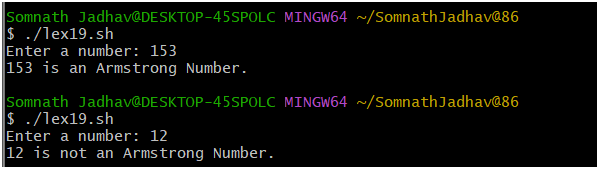 Somnath Jadhav@DESKTOP-45SPOLC MINGW64 ~/SomnathJadhav@86
$ ./lex19.sh
Enter a number: 153
153 is an Armstrong Number.
Somnath Jadhav@DESKTOP-45SPOLC MINGW64 ~/SomnathJadhav@86
$ ./lex19.sh
Enter a number: 12
12 is not an Armstrong Number.